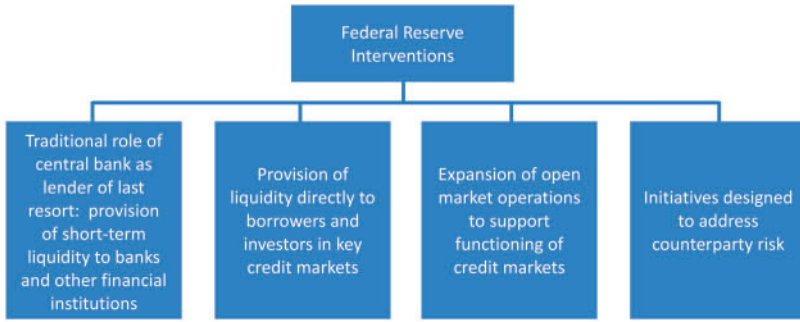 Federal Reserve
Interventions
Traditional role of
central bank as
lender of last
resort: provision
of short-term
liquidity to banks
and other financial
institutions
Provision of
liquidity directly to
borrowers and
investors in key
credit markets
Expansion of open
market operations
to support
functioning of
credit markets
Initiatives designed
to address
counterparty risk